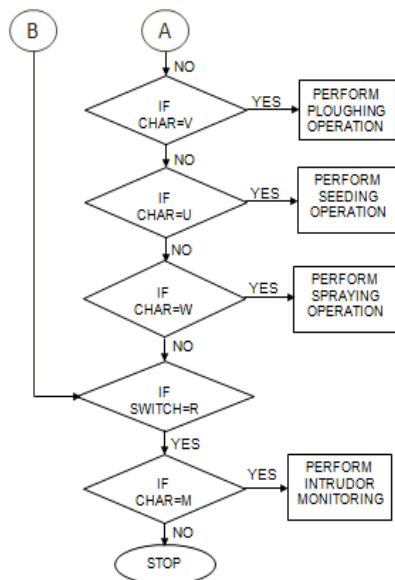 B
A
NO
IF
CHAR=V
YES
PERFORM
PLOUGHING
OPERATION
NO
IF
CHAR=U
YES
PERFORM
SEEDING
OPERATION
NO
IF
CHAR=W
YES
PERFORM
SPRAYING
OPERATION
NO
IF
SWITCH=R
YES
IF
CHAR=M
YES
PERFORM
INTRUDOR
MONITORING
NO
STOP